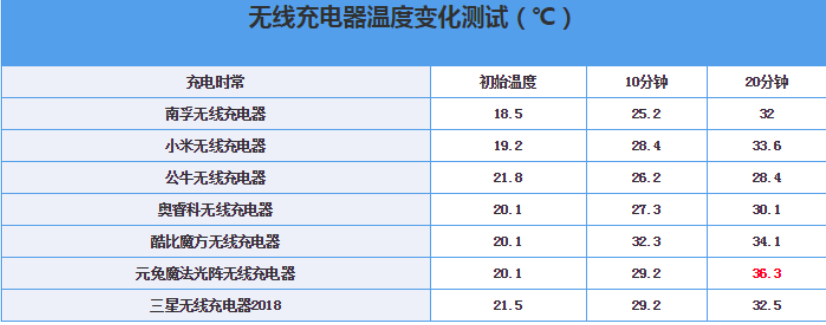 无线充电器温度变化测试（℃）
充电时常 初始温度 10分钟 20分钟
南孚无线充电器 18.5 25.2 32
小米无线充电器 19.2 28.4 33.6
公牛无线充电器 21.8 26.2 28.4
奥睿科无线充电器 20.1 27.3 30.1
酷比魔方无线充电器 20.1 32.3 34.1
元兔魔法光阵无线充电器 20.1 29.2 36.3
三星无线充电器2018 21.5 29.2 32.5